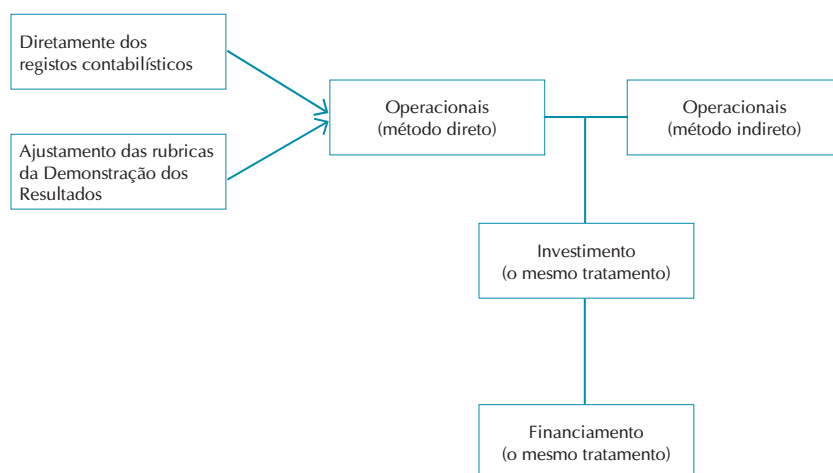 Diretamente dos
registos contabilísticos
Ajustamento das rubricas
da Demonstração dos
Resultados
Operacionais
(método direto)
Operacionais
(método indireto)
Investimento
(o mesmo tratamento)
Financiamento
(o mesmo tratamento)